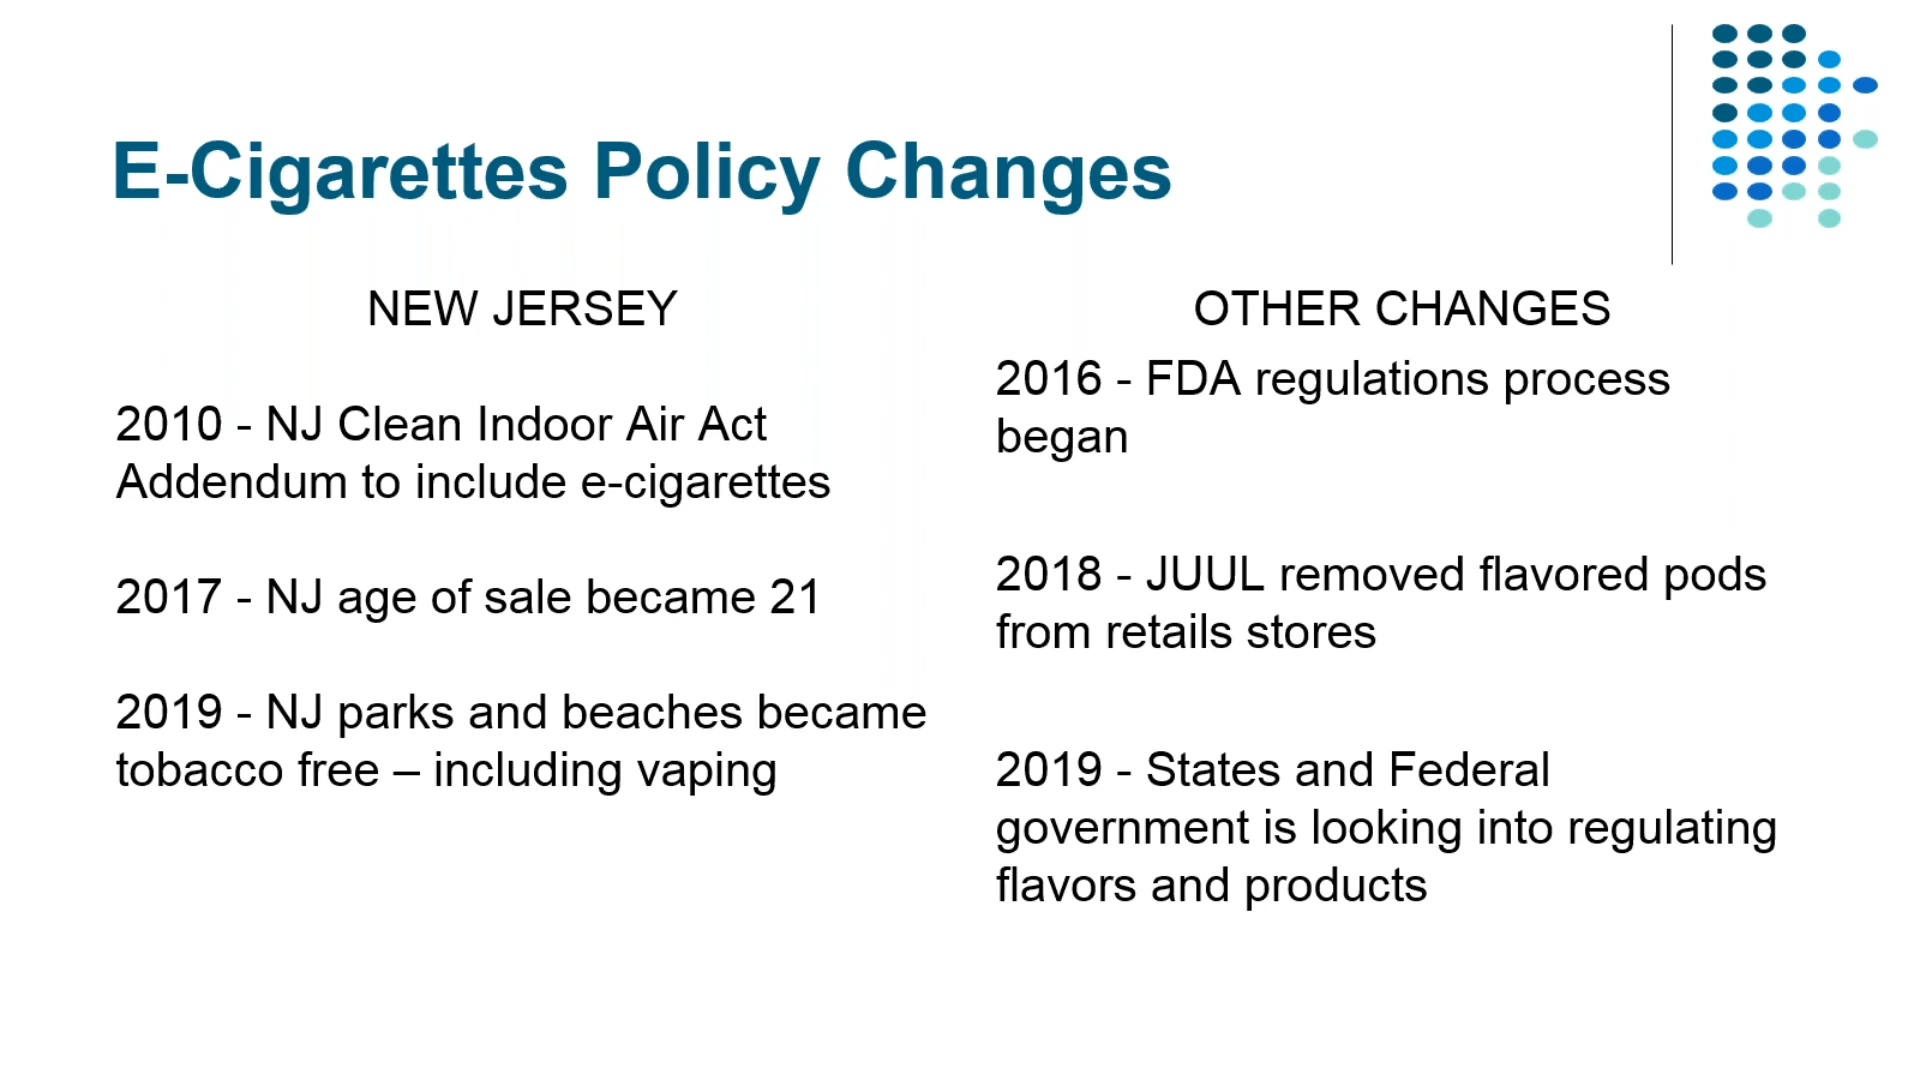 E-Cigarettes Policy Changes
NEW JERSEY
2010 - NJ Clean Indoor Air Act
Addendum to include e-cigarettes
2017 - NJ age of sale became 21
2019 - NJ parks and beaches became
tobacco free – including vaping
OTHER CHANGES
2016 - FDA regulations process
began
2018 - JUUL removed flavored pods
from retails stores
2019 - States and Federal
government is looking into regulating
flavors and products